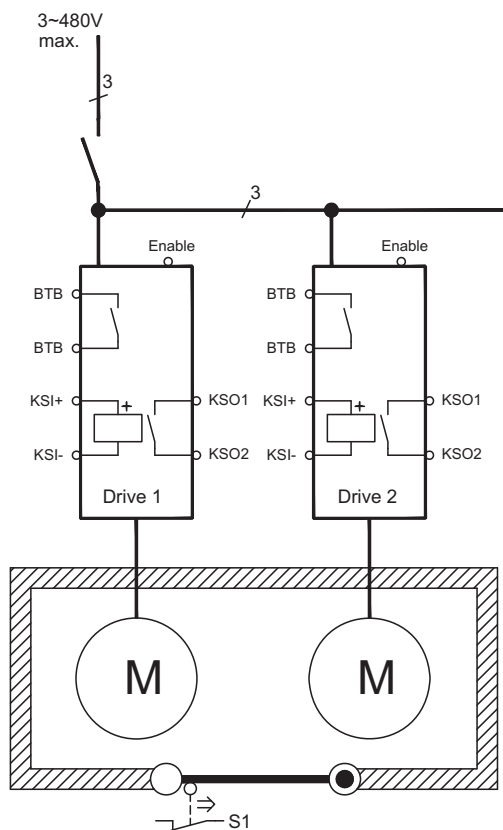 3~480V
max.
3
3
Enable
Enable
BTB
BTB
BTB
BTB
KSI+
+
KSO1
KSI+
+
KSO1
KSI-
KSO2
KSI-
KSO2
Drive 1
Drive 2
M
M
S1